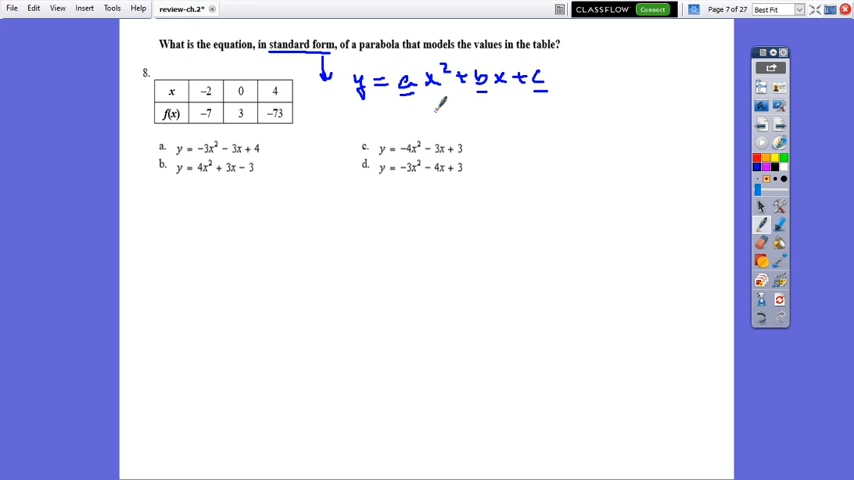 File Edit View Insert Tools Help review-ch.2* CLASSFLOW Connect Page 7 of 27 Best Fit
What is the equation, in standard form, of a parabola that models the values in the table?
y = ax² + bx + c
8.
x −2 0 4
f(x) −7 3 −73
a. y = −3x² − 3x + 4 c. y = −4x² − 3x + 3
b. y = 4x² + 3x − 3 d. y = −3x² − 4x + 3